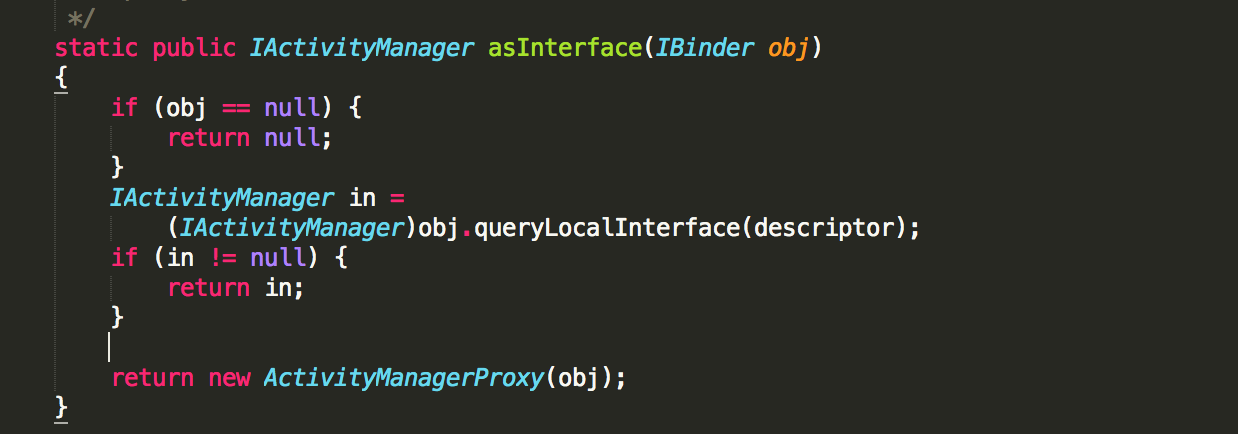 */
static public IActivityManager asInterface(IBinder obj)
{
if (obj == null) {
return null;
}
IActivityManager in =
(IActivityManager)obj.queryLocalInterface(descriptor);
if (in != null) {
return in;
}
return new ActivityManagerProxy(obj);
}